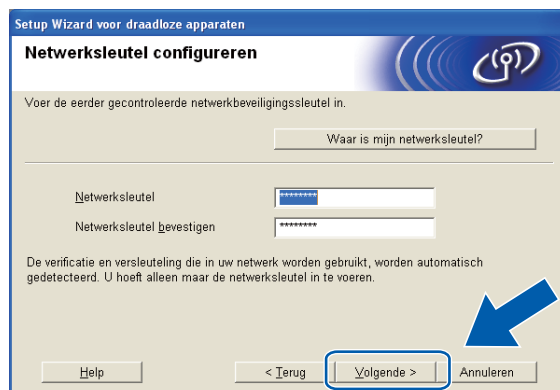 Setup Wizard voor draadloze apparaten
Netwerksleutel configureren
Voer de eerder gecontroleerde netwerkbeveiligingssleutel in.
Waar is mijn netwerksleutel?
Netwerksleutel ********
Netwerksleutel bevestigen ********
De verificatie en versleuteling die in uw netwerk worden gebruikt, worden automatisch
gedetecteerd. U hoeft alleen maar de netwerksleutel in te voeren.
Help < Terug Volgende > Annuleren